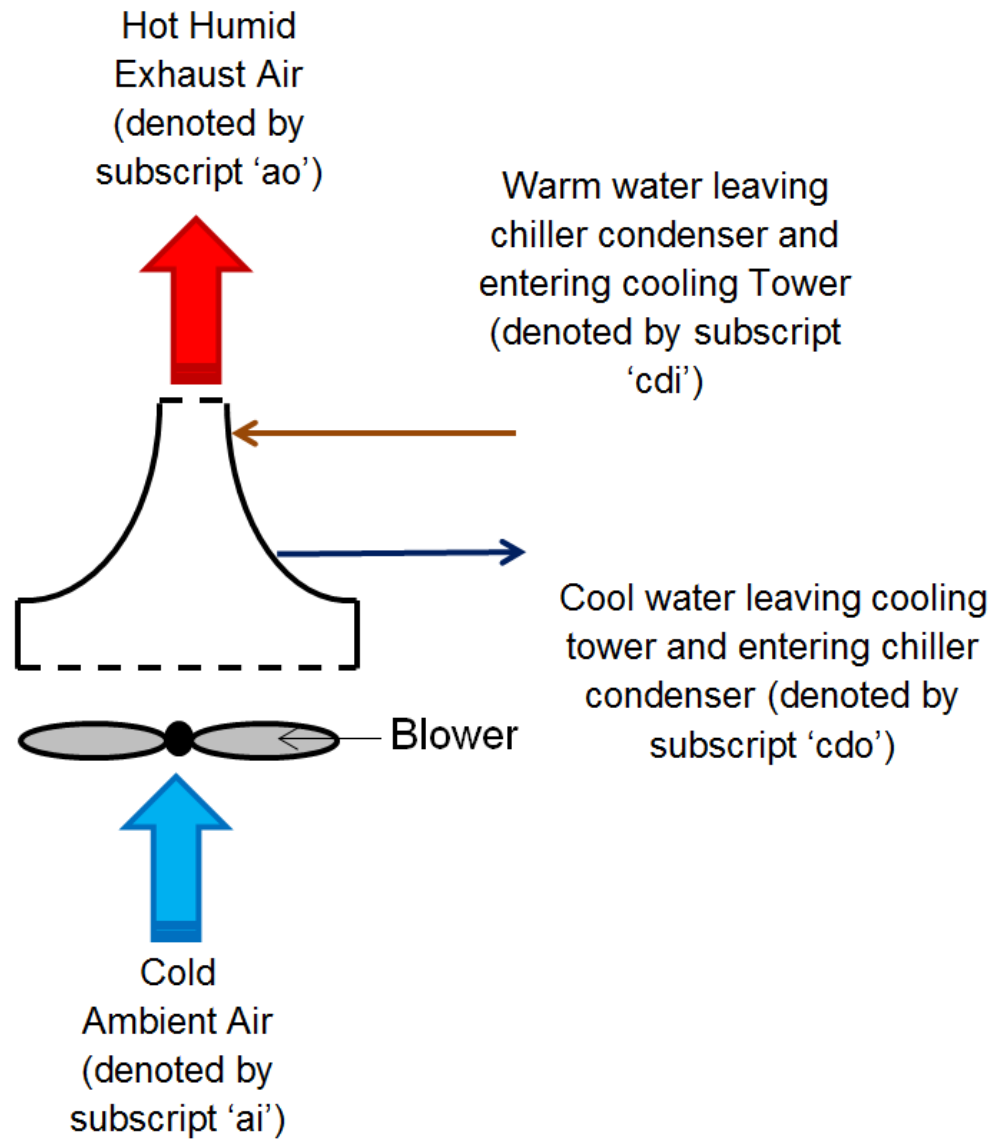 Hot Humid
Exhaust Air
(denoted by
subscript ‘ao’)
Warm water leaving
chiller condenser and
entering cooling Tower
(denoted by subscript
‘cdi’)
Cool water leaving cooling
tower and entering chiller
condenser (denoted by
subscript ‘cdo’)
Blower
Cold
Ambient Air
(denoted by
subscript ‘ai’)